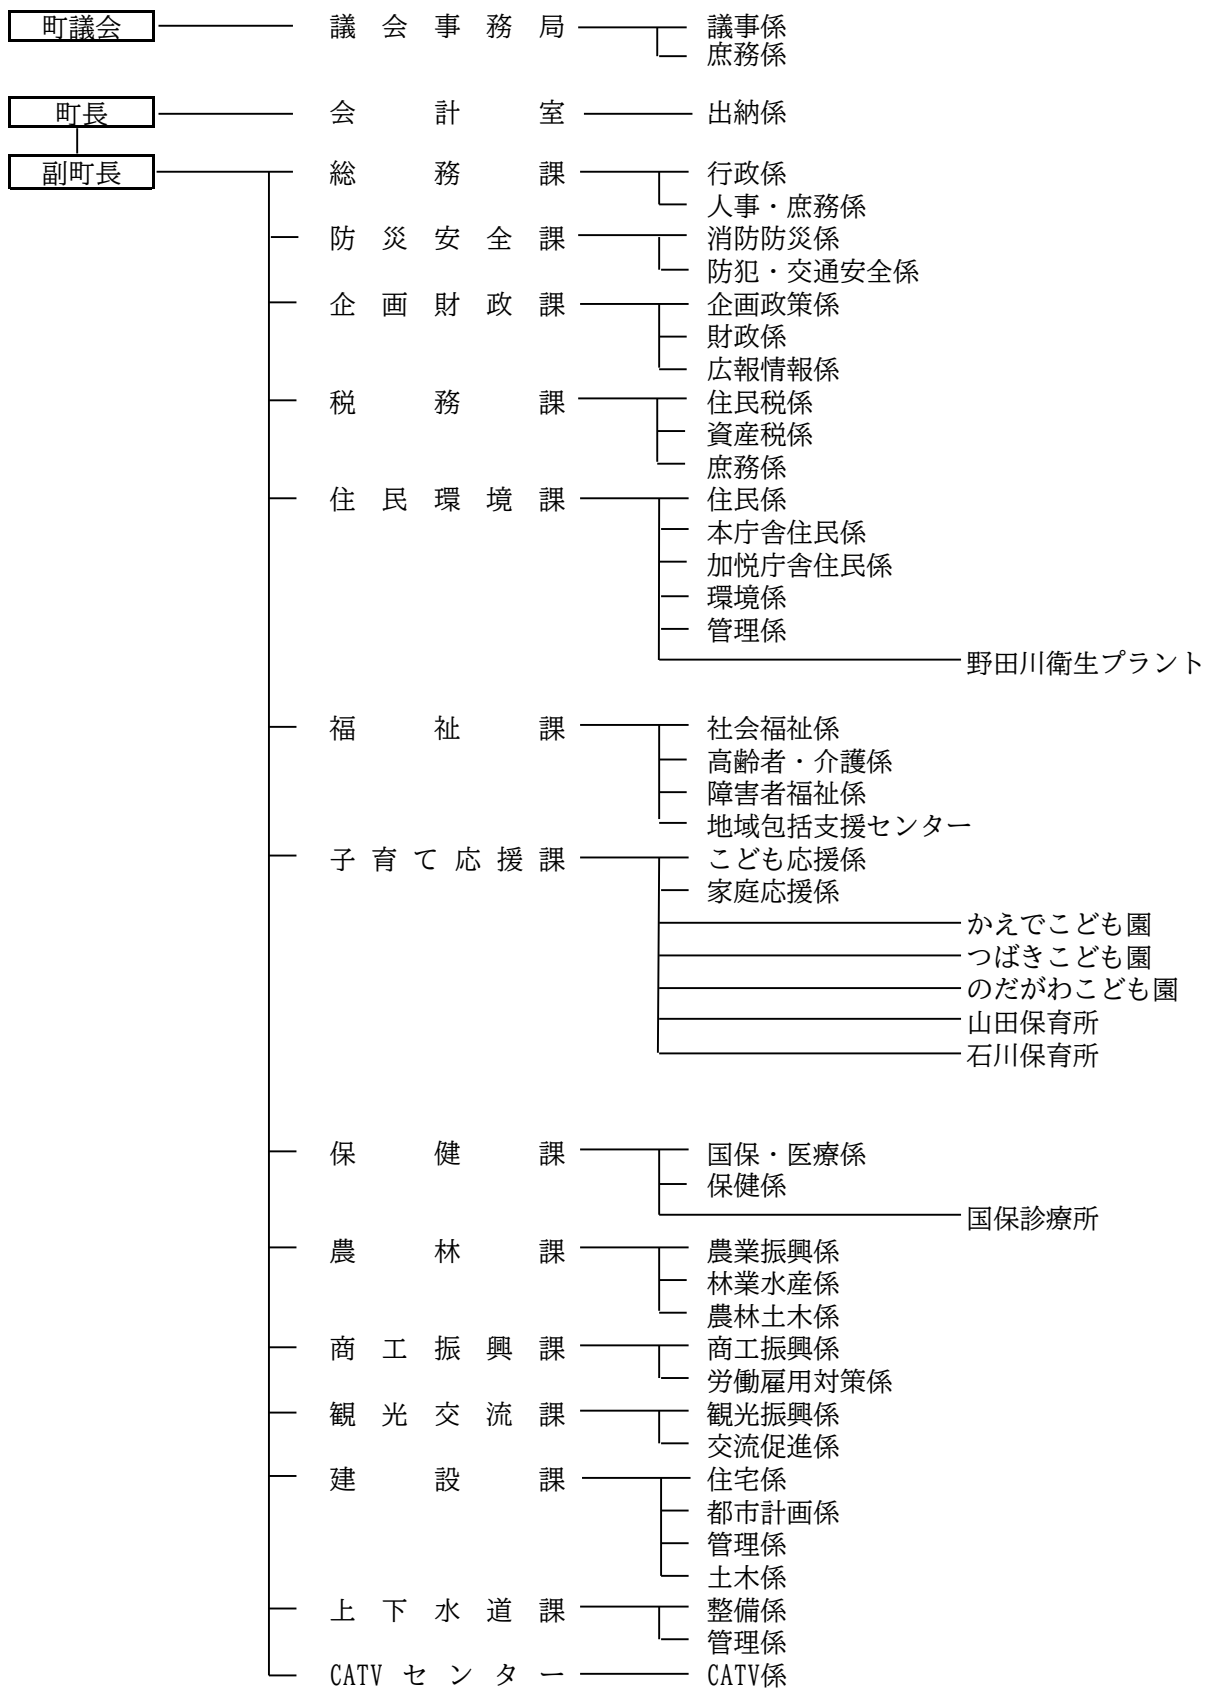 町議会 議会事務局 議事係
庶務係
町長 会計室 出納係
副町長 総務課 行政係
人事・庶務係
防災安全課 消防防災係
防犯・交通安全係
企画財政課 企画政策係
財政係
広報情報係
税務課 住民税係
資産税係
庶務係
住民環境課 住民係
本庁舎住民係
加悦庁舎住民係
環境係
管理係
野田川衛生プラント
福祉課 社会福祉係
高齢者・介護係
障害者福祉係
地域包括支援センター
子育て応援課 こども応援係
家庭応援係
かえでこども園
つばきこども園
のだがわこども園
山田保育所
石川保育所
保健課 国保・医療係
保健係
国保診療所
農林課 農業振興係
林業水産係
農林土木係
商工振興課 商工振興係
労働雇用対策係
観光交流課 観光振興係
交流促進係
建設課 住宅係
都市計画係
管理係
土木係
上下水道課 整備係
管理係
CATVセンター CATV係